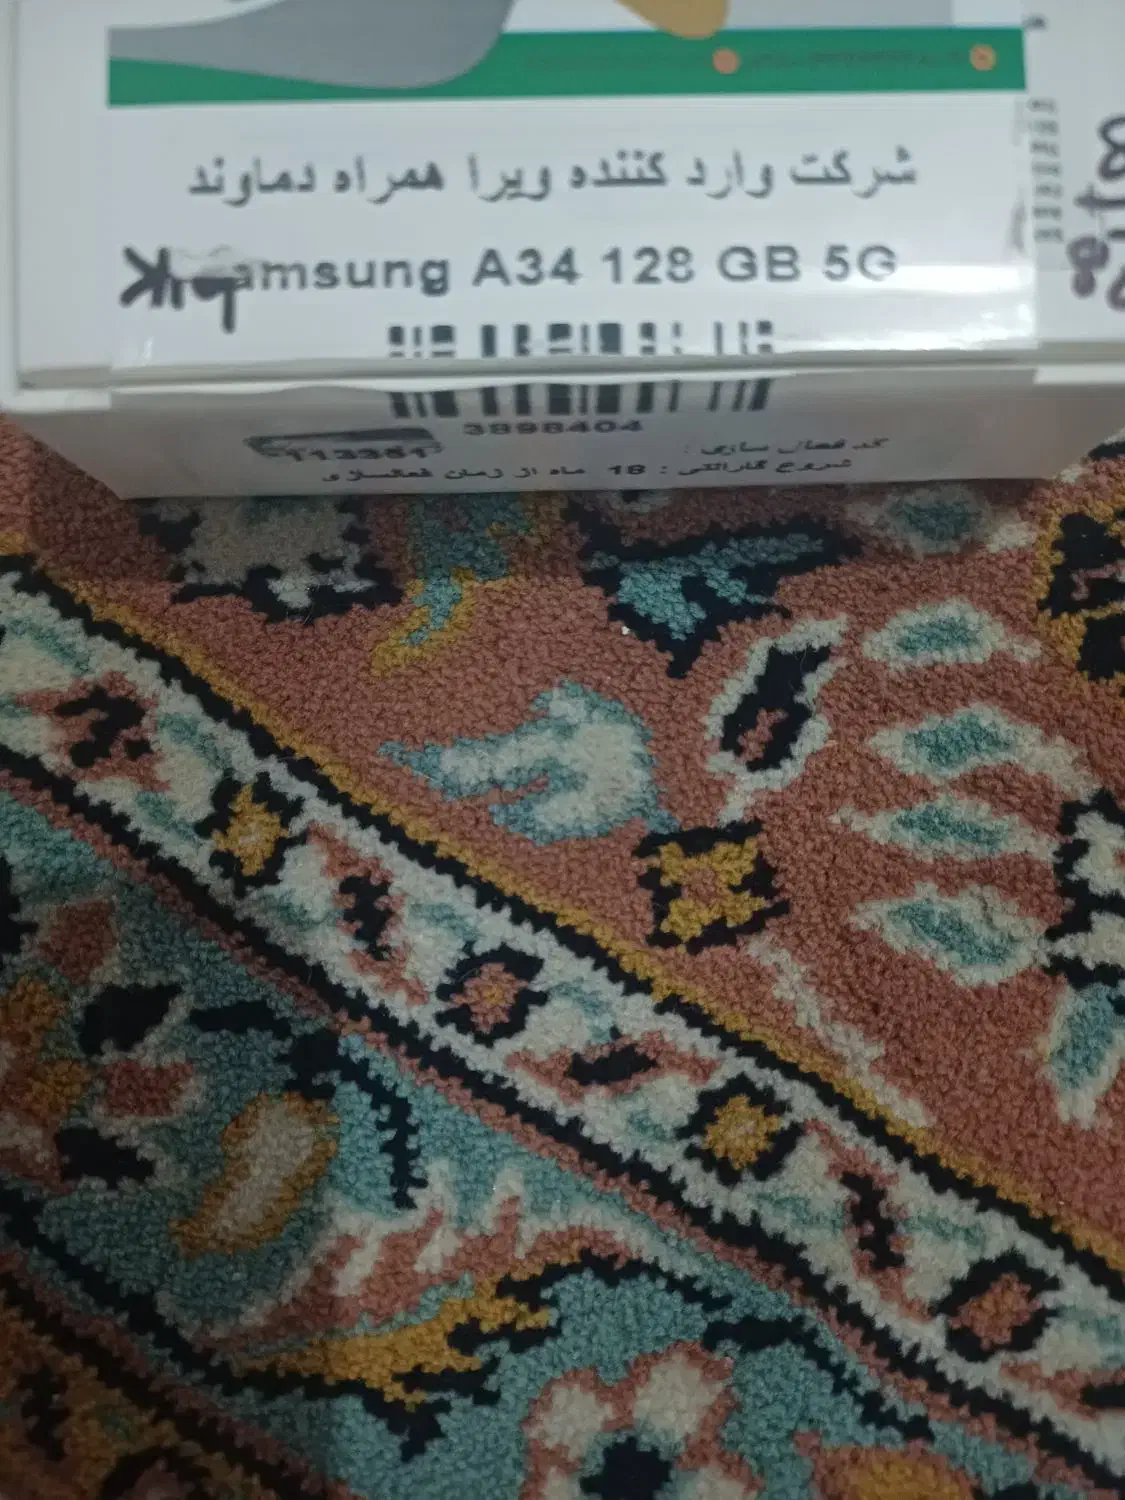 شرکت وارد کننده ویرا همراه دماوند
amsung A34 128 GB 5G
3898404
کد فعال سازی : 113351
شروع گارانتی : 18 ماه از زمان فعالسازی